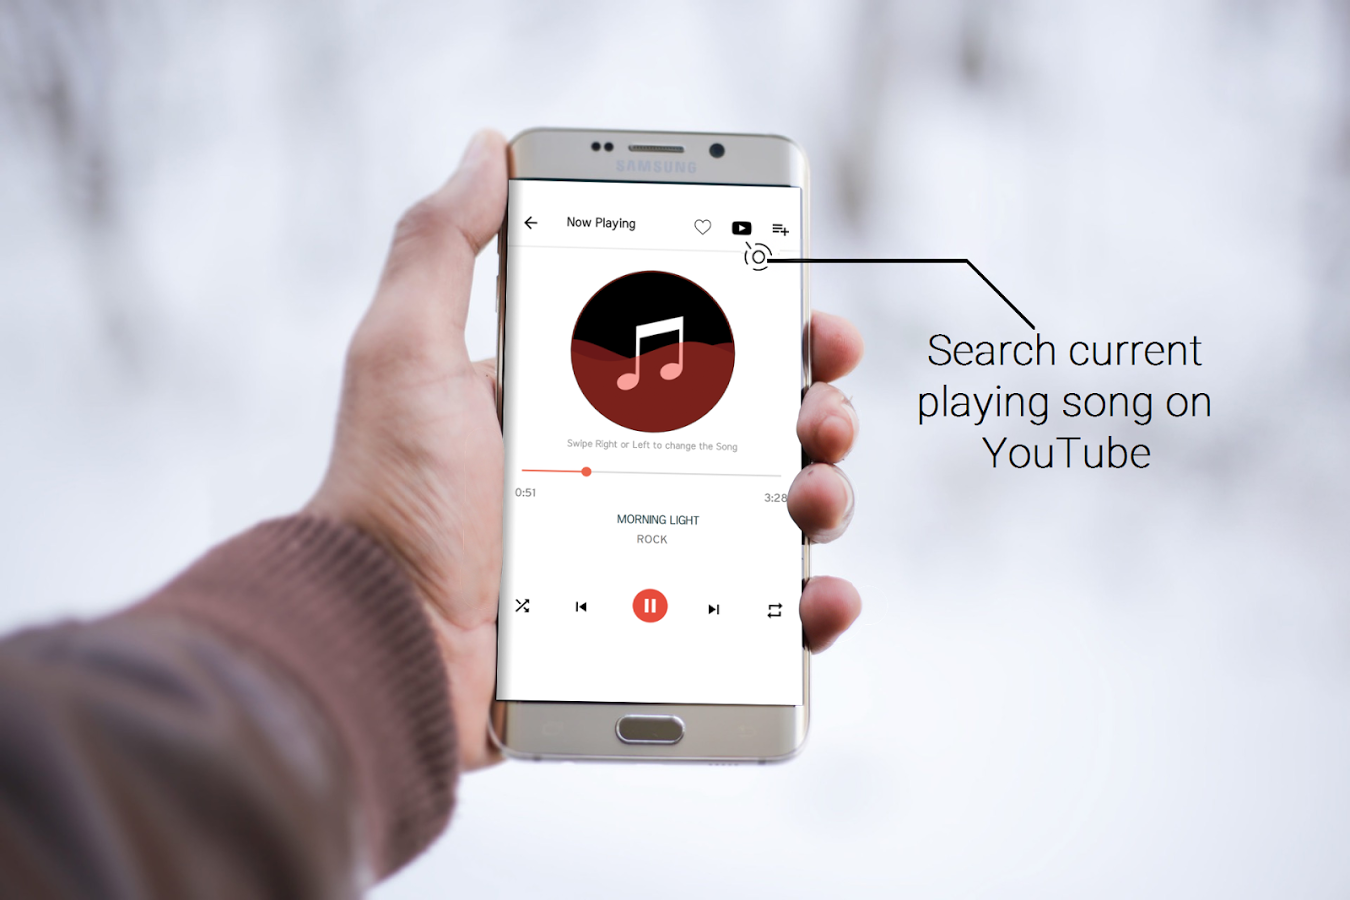 SAMSUNG
Now Playing
Swipe Right or Left to change the Song
0:51
3:28
MORNING LIGHT
ROCK
Search current
playing song on
YouTube